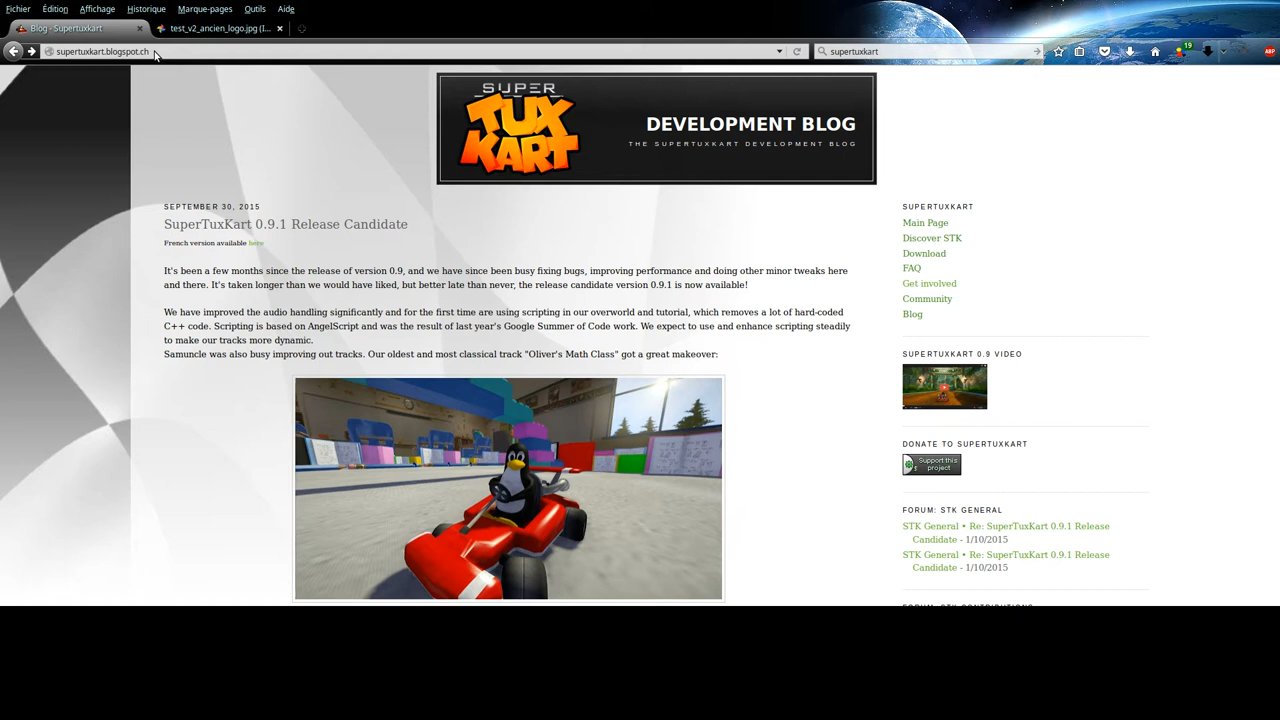 Fichier Édition Affichage Historique Marque-pages Outils Aide
Blog - Supertuxkart
test_v2_ancien_logo.jpg (I...
supertuxkart.blogspot.ch
supertuxkart
19
ABP
SUPER
TUX
KART
DEVELOPMENT BLOG
THE SUPERTUXKART DEVELOPMENT BLOG
SEPTEMBER 30, 2015
SuperTuxKart 0.9.1 Release Candidate
French version available here
It's been a few months since the release of version 0.9, and we have since been busy fixing bugs, improving performance and doing other minor tweaks here
and there. It's taken longer than we would have liked, but better late than never, the release candidate version 0.9.1 is now available!
We have improved the audio handling significantly and for the first time are using scripting in our overworld and tutorial, which removes a lot of hard-coded
C++ code. Scripting is based on AngelScript and was the result of last year's Google Summer of Code work. We expect to use and enhance scripting steadily
to make our tracks more dynamic.
Samuncle was also busy improving out tracks. Our oldest and most classical track "Oliver's Math Class" got a great makeover:
SUPERTUXKART
Main Page
Discover STK
Download
FAQ
Get involved
Community
Blog
SUPERTUXKART 0.9 VIDEO
DONATE TO SUPERTUXKART
Support this
project
FORUM: STK GENERAL
STK General • Re: SuperTuxKart 0.9.1 Release
Candidate - 1/10/2015
STK General • Re: SuperTuxKart 0.9.1 Release
Candidate - 1/10/2015